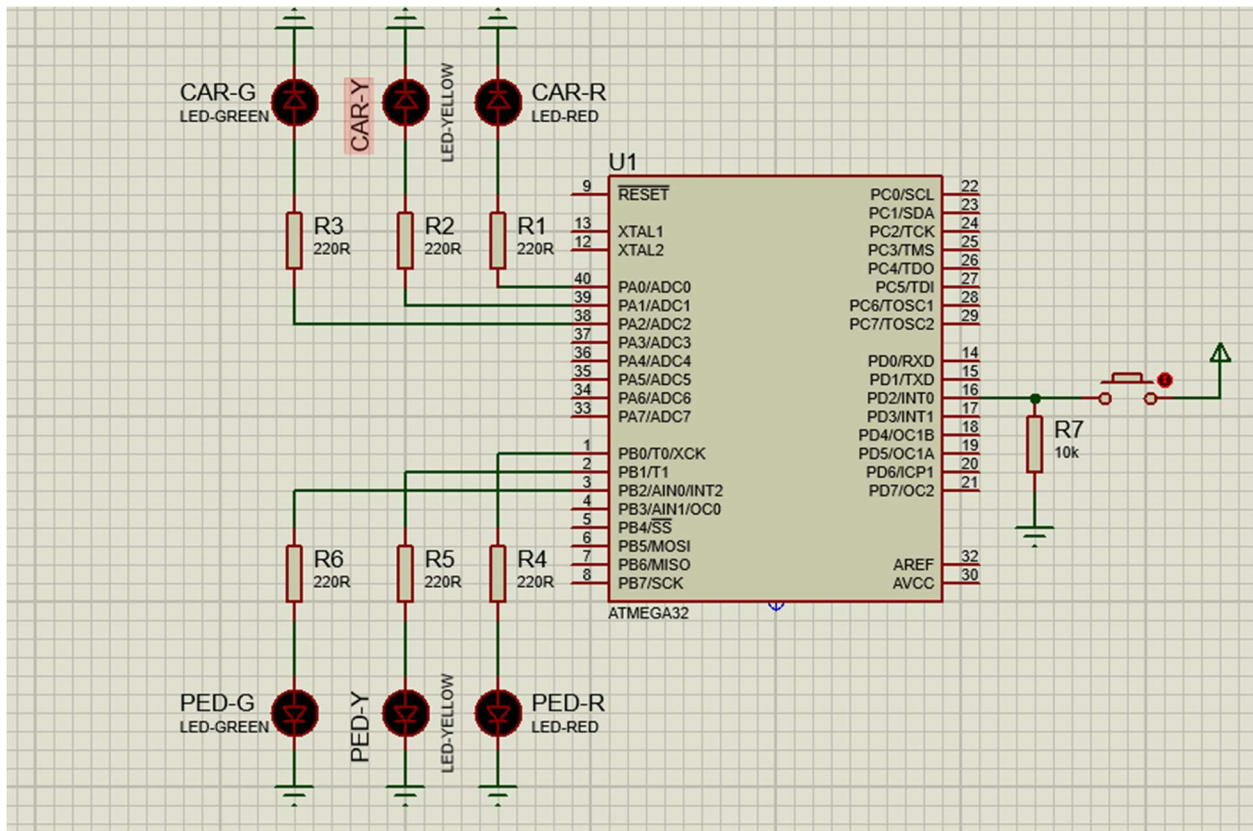 CAR-G
LED-GREEN
CAR-Y
LED-YELLOW
CAR-R
LED-RED
R3
220R
R2
220R
R1
220R
U1
9 RESET
13 XTAL1
12 XTAL2
40 PA0/ADC0
39 PA1/ADC1
38 PA2/ADC2
37 PA3/ADC3
36 PA4/ADC4
35 PA5/ADC5
34 PA6/ADC6
33 PA7/ADC7
1 PB0/T0/XCK
2 PB1/T1
3 PB2/AIN0/INT2
4 PB3/AIN1/OC0
5 PB4/SS
6 PB5/MOSI
7 PB6/MISO
8 PB7/SCK
PC0/SCL 22
PC1/SDA 23
PC2/TCK 24
PC3/TMS 25
PC4/TDO 26
PC5/TDI 27
PC6/TOSC1 28
PC7/TOSC2 29
PD0/RXD 14
PD1/TXD 15
PD2/INT0 16
PD3/INT1 17
PD4/OC1B 18
PD5/OC1A 19
PD6/ICP1 20
PD7/OC2 21
AREF 32
AVCC 30
ATMEGA32
R7
10k
R6
220R
R5
220R
R4
220R
PED-G
LED-GREEN
PED-Y
LED-YELLOW
PED-R
LED-RED